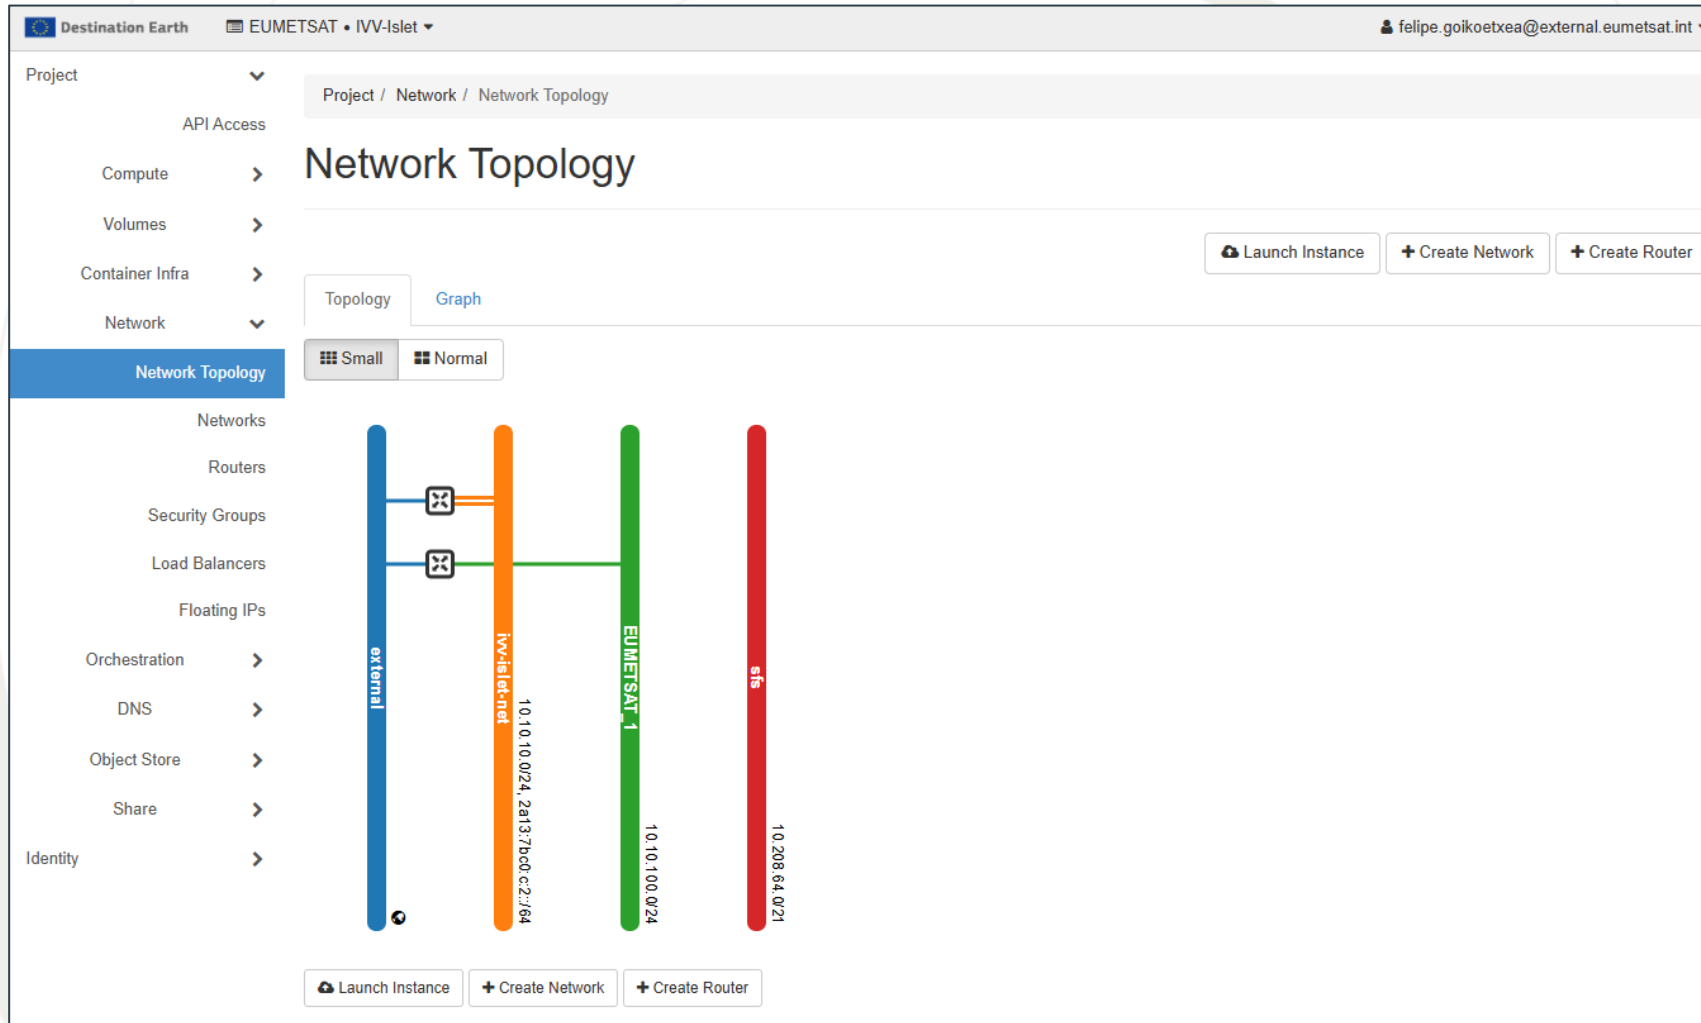 Destination Earth
EUMETSAT • IVV-Islet
felipe.goikoetxea@external.eumetsat.int
Project
API Access
Compute
Volumes
Container Infra
Network
Network Topology
Networks
Routers
Security Groups
Load Balancers
Floating IPs
Orchestration
DNS
Object Store
Share
Identity
Project / Network / Network Topology
Network Topology
Launch Instance
Create Network
Create Router
Topology
Graph
Small
Normal
external
ivv-islet-net
10.10.10.0/24, 2a13:7bc0:c:2::/64
EUMETSAT_1
10.10.100.0/24
sfs
10.208.64.0/21
Launch Instance
Create Network
Create Router